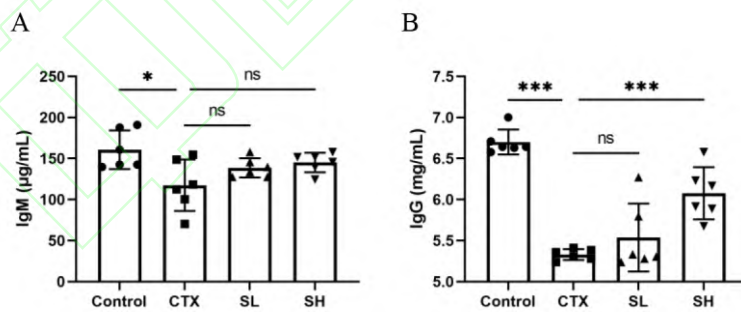 A
B
* ns
ns
IgM (μg/mL)
250
200
150
100
50
0
Control CTX SL SH
*** ***
ns
IgG (mg/mL)
7.5
7.0
6.5
6.0
5.5
5.0
Control CTX SL SH